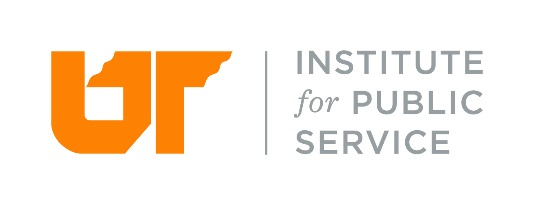 UT
INSTITUTE
for PUBLIC
SERVICE